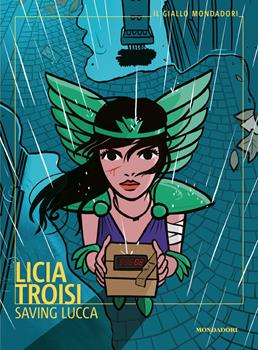 IL GIALLO MONDADORI
LICIA
TROISI
SAVING LUCCA
MONDADORI